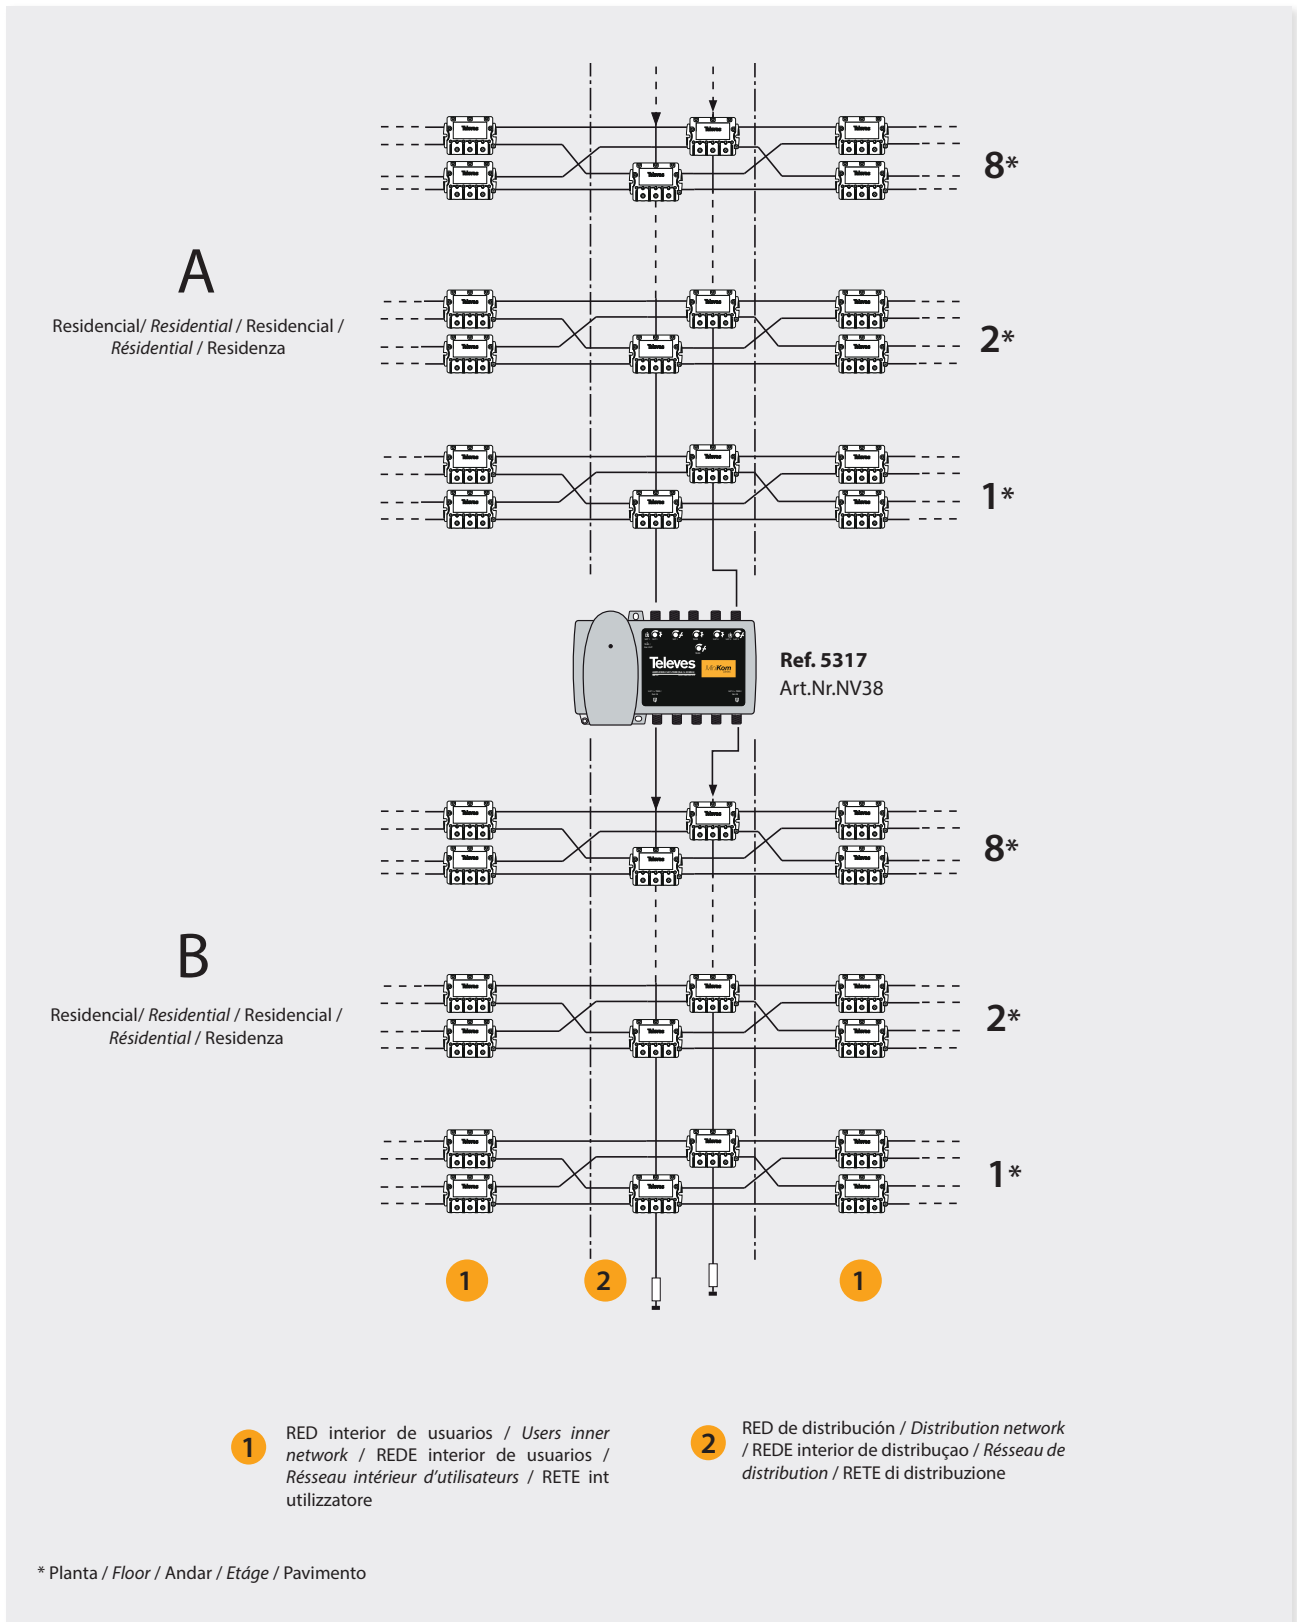 8*
A
Residencial/ Residential / Residencial /
Résidential / Residenza
2*
1*
Televes
Kom
Ref. 5317
Art.Nr.NV38
8*
B
Residencial/ Residential / Residencial /
Résidential / Residenza
2*
1*
1
2
1
1
RED interior de usuarios / Users inner
network / REDE interior de usuarios /
Résseau intérieur d’utilisateurs / RETE int
utilizzatore
2
RED de distribución / Distribution network
/ REDE interior de distribuçao / Résseau de
distribution / RETE di distribuzione
* Planta / Floor / Andar / Etáge / Pavimento